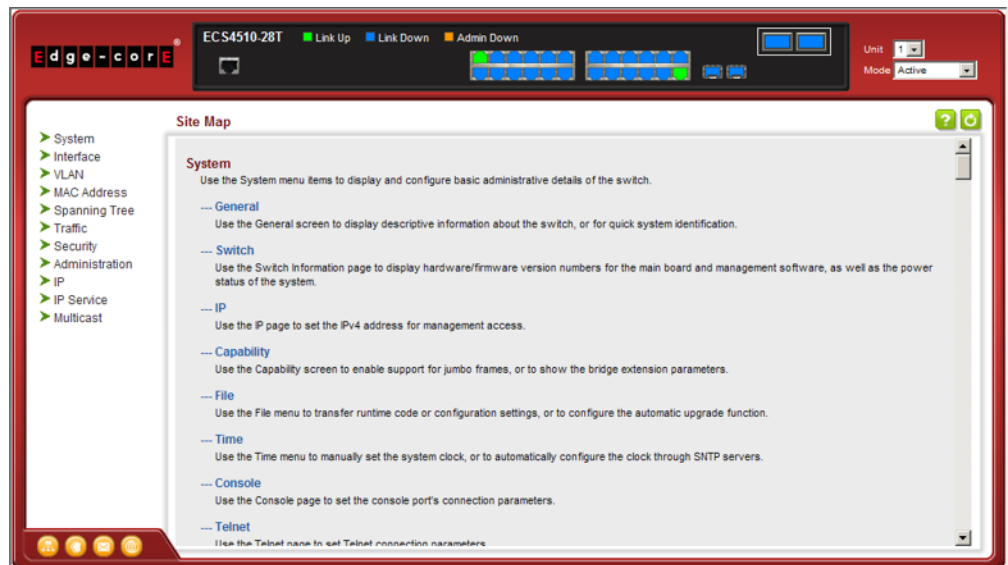 Edge-corE®
ECS4510-28T
Link Up
Link Down
Admin Down
Unit 1
Mode Active
System
Interface
VLAN
MAC Address
Spanning Tree
Traffic
Security
Administration
IP
IP Service
Multicast
Site Map
?
System
Use the System menu items to display and configure basic administrative details of the switch.
--- General
Use the General screen to display descriptive information about the switch, or for quick system identification.
--- Switch
Use the Switch Information page to display hardware/firmware version numbers for the main board and management software, as well as the power
status of the system.
--- IP
Use the IP page to set the IPv4 address for management access.
--- Capability
Use the Capability screen to enable support for jumbo frames, or to show the bridge extension parameters.
--- File
Use the File menu to transfer runtime code or configuration settings, or to configure the automatic upgrade function.
--- Time
Use the Time menu to manually set the system clock, or to automatically configure the clock through SNTP servers.
--- Console
Use the Console page to set the console port's connection parameters.
--- Telnet
Use the Telnet page to set Telnet connection parameters